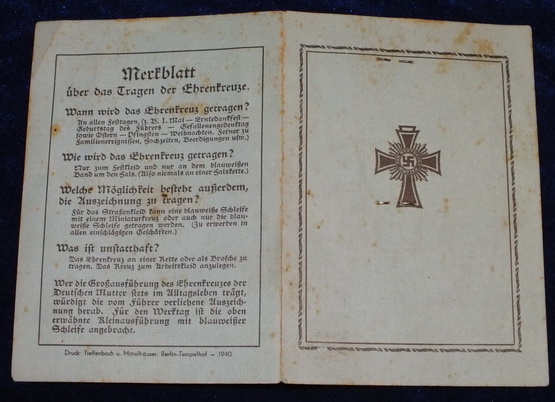 Merkblatt
über das Tragen der Ehrenkreuze.
Wann wird das Ehrenkreuz getragen?
An allen Festtagen, (z. B. 1. Mai — Erntedankfest —
Geburtstag des Führers — Gefallenengedenktag
sowie Ostern — Pfingsten — Weihnachten. Ferner zu
Familienereignissen, Hochzeiten, Beerdigungen usw.)
Wie wird das Ehrenkreuz getragen?
Nur zum Festkleid und nur an dem blauweißen
Band um den Hals. (Also niemals an einer Halskette.)
Welche Möglichkeit besteht außerdem,
die Auszeichnung zu tragen?
Für das Straßenkleid kann eine blauweiße Schleife
mit einem Miniaturkreuz oder auch nur die blau-
weiße Schleife getragen werden. (Zu erwerben in
allen einschlägigen Geschäften.)
Was ist unstatthaft?
Das Ehrenkreuz an einer Kette oder als Brosche zu
tragen. Das Kreuz zum Arbeitskleid anzulegen.
Wer die Großausführung des Ehrenkreuzes der
Deutschen Mutter stets im Alltagsleben trägt,
würdigt die vom Führer verliehene Auszeich-
nung herab. Für den Werktag ist die oben
erwähnte Kleinausführung mit blauweißer
Schleife angebracht.
Druck: Treffenbach u. Mittelhäuser, Berlin-Tempelhof – 1940